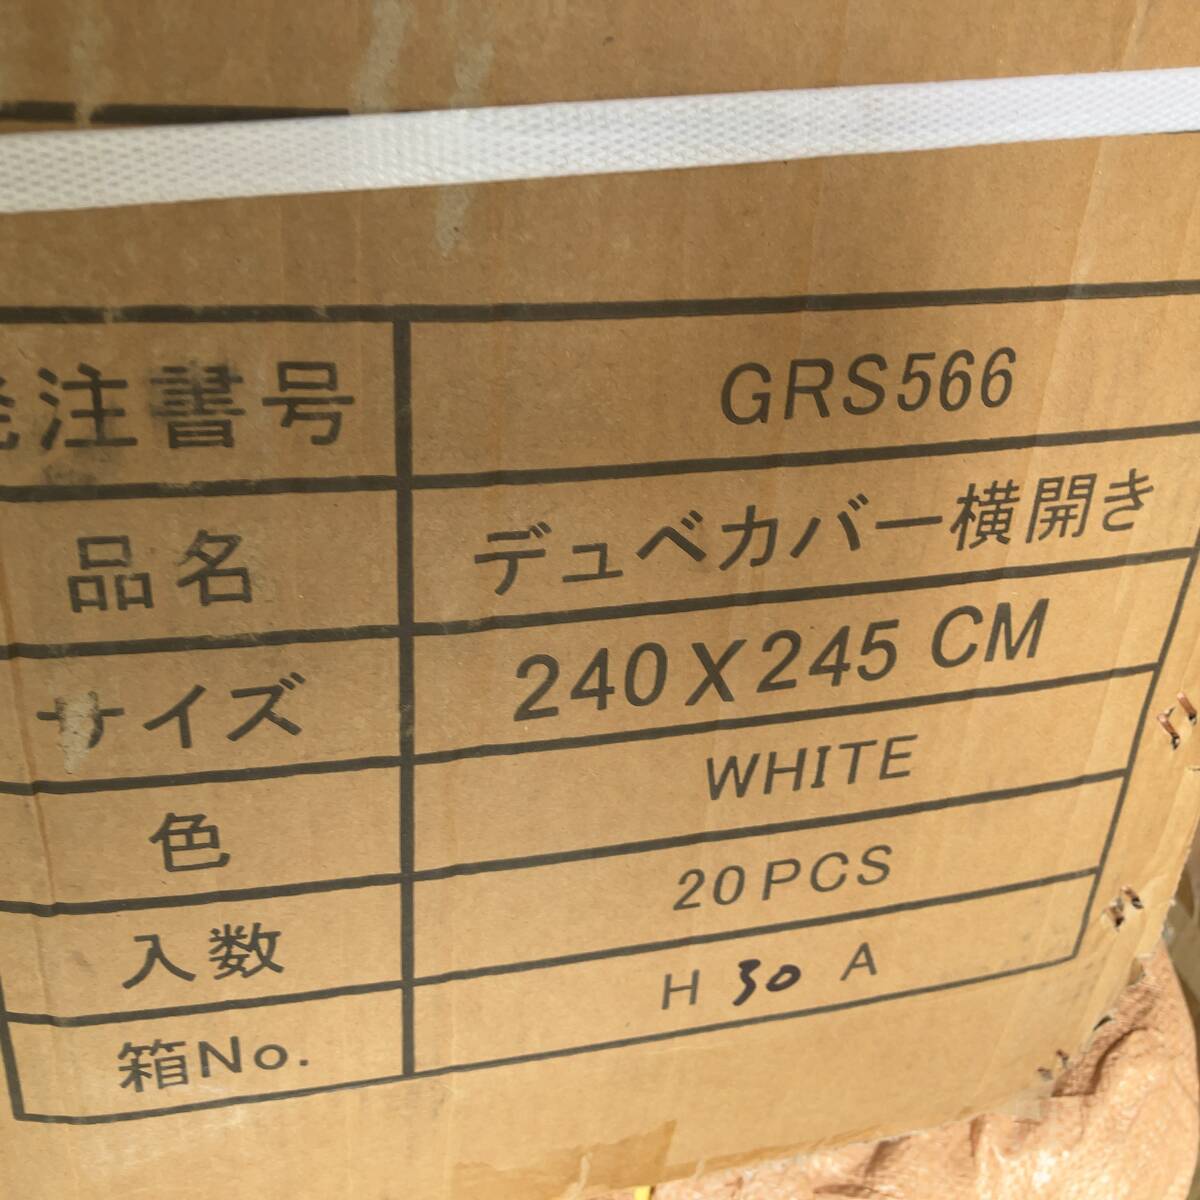 発注書号 GRS566
品名 デュベカバー横開き
サイズ 240X245 CM
色 WHITE
入数 20PCS
箱No. H 30 A